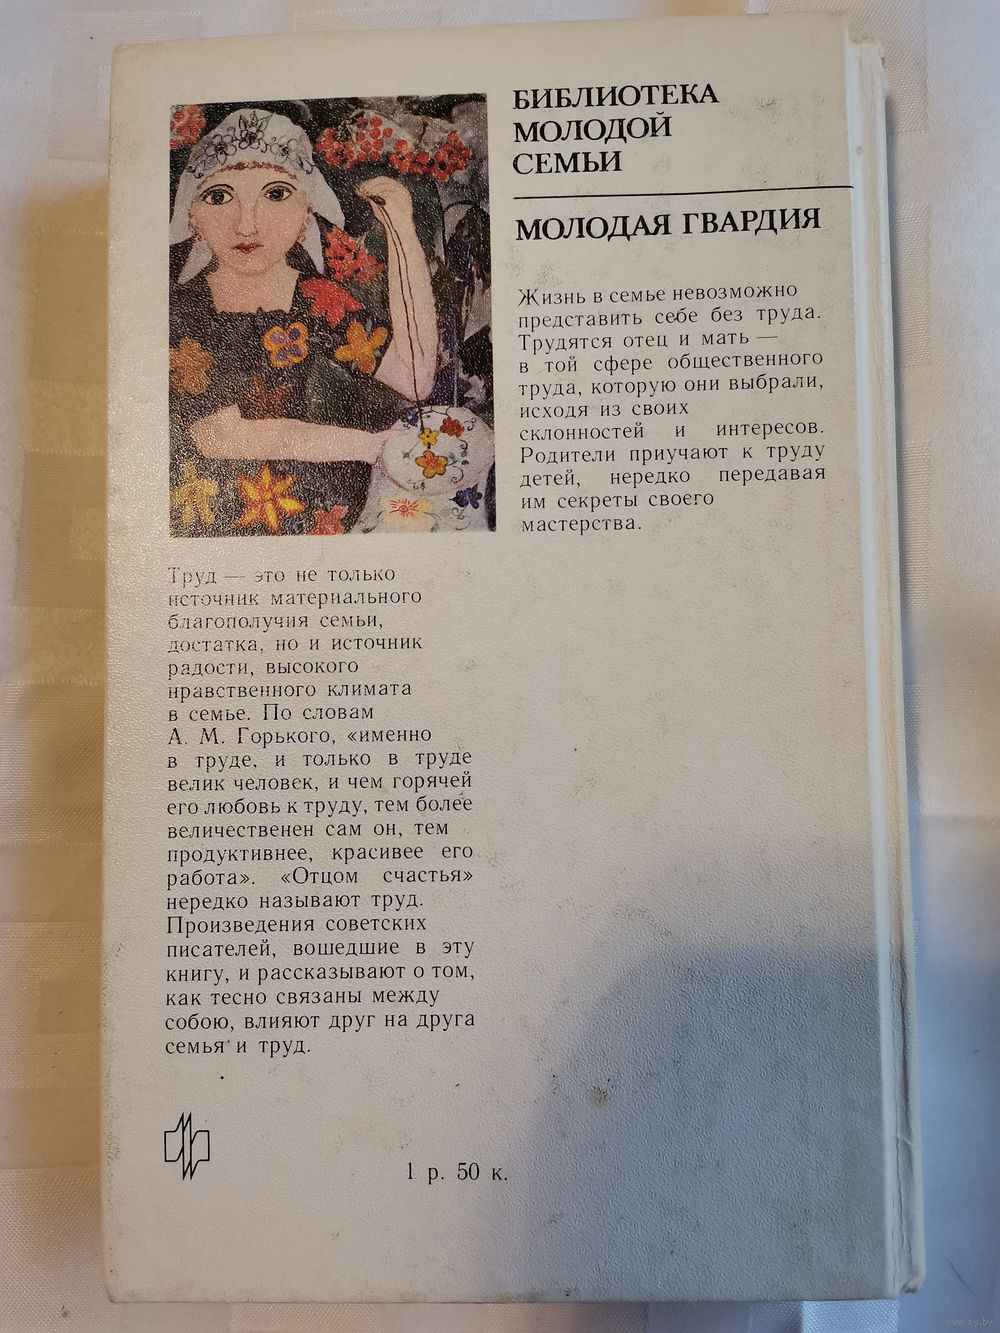 БИБЛИОТЕКА
МОЛОДОЙ
СЕМЬИ
МОЛОДАЯ ГВАРДИЯ
Жизнь в семье невозможно
представить себе без труда.
Трудятся отец и мать —
в той сфере общественного
труда, которую они выбрали,
исходя из своих
склонностей и интересов.
Родители приучают к труду
детей, нередко передавая
им секреты своего
мастерства.
Труд — это не только
источник материального
благополучия семьи,
достатка, но и источник
радости, высокого
нравственного климата
в семье. По словам
А. М. Горького, «именно
в труде, и только в труде
велик человек, и чем горячей
его любовь к труду, тем более
величественен сам он, тем
продуктивнее, красивее его
работа». «Отцом счастья»
нередко называют труд.
Произведения советских
писателей, вошедшие в эту
книгу, и рассказывают о том,
как тесно связаны между
собою, влияют друг на друга
семья и труд.
1 р. 50 к.
www.ay.by